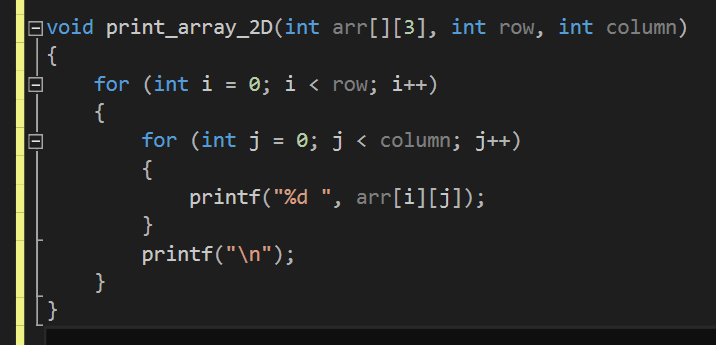 void print_array_2D(int arr[][3], int row, int column)
{
    for (int i = 0; i < row; i++)
    {
        for (int j = 0; j < column; j++)
        {
            printf("%d ", arr[i][j]);
        }
        printf("\n");
    }
}